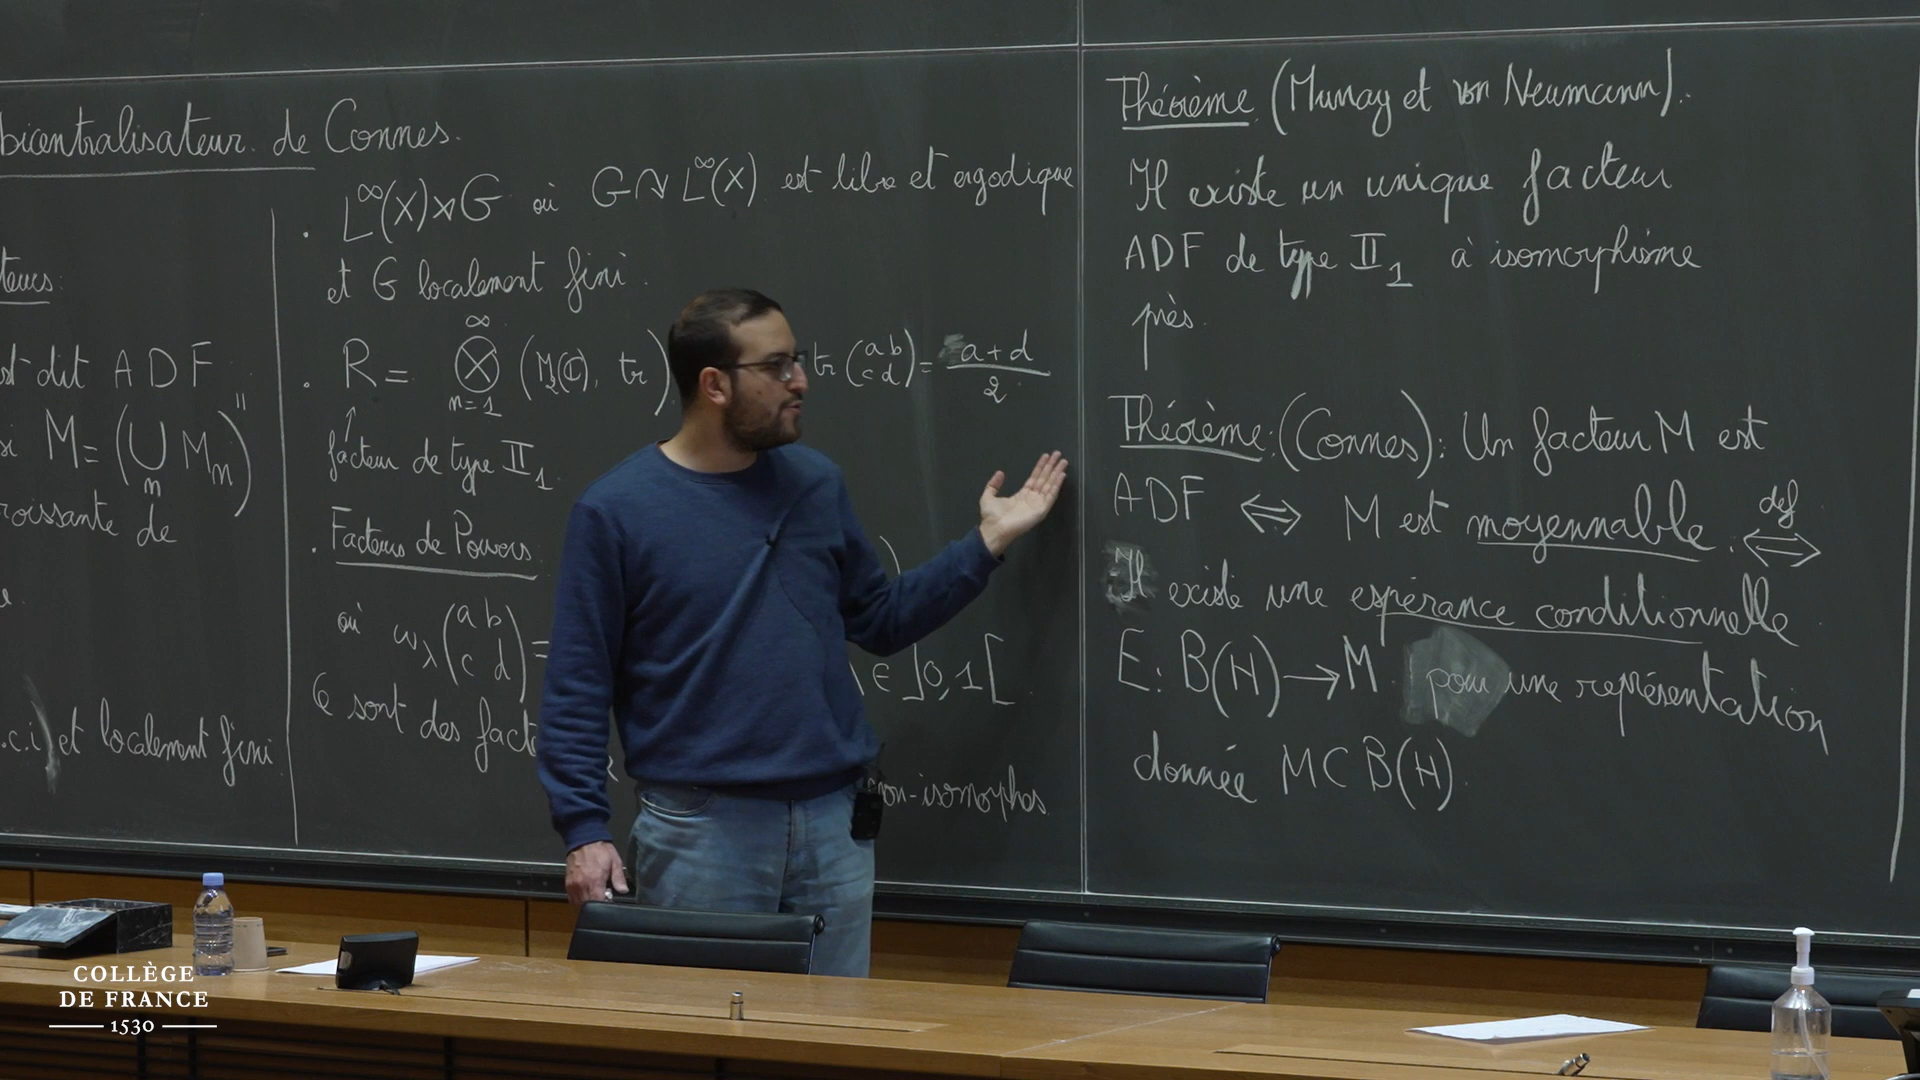 bicentralisateur de Connes.
teurs:
est dit ADF
si M = (⋃ Mₙ)''
n
croissante de
.c.i) et localement fini
. L^∞(X)⋊G où G↷L^∞(X) est libre et ergodique
et G localement fini.
. R = ⊗_{n=1}^∞ (M₂(ℂ), tr) tr(a b c d) = (a+d)/2
↑
facteur de type II₁
. Facteurs de Powers
où ω_λ(a b c d) = λ ∈ ]0,1[.
Ce sont des facte
non-isomorphes
Théorème (Murray et von Neumann).
Il existe un unique facteur
ADF de type II₁ à isomorphisme
près.
Théorème: (Connes): Un facteur M est
ADF ⟺ M est moyennable. ⟺ def
Il existe une espérance conditionnelle
E: B(H) → M pour une représentation
donnée M ⊂ B(H).
COLLÈGE
DE FRANCE
1530